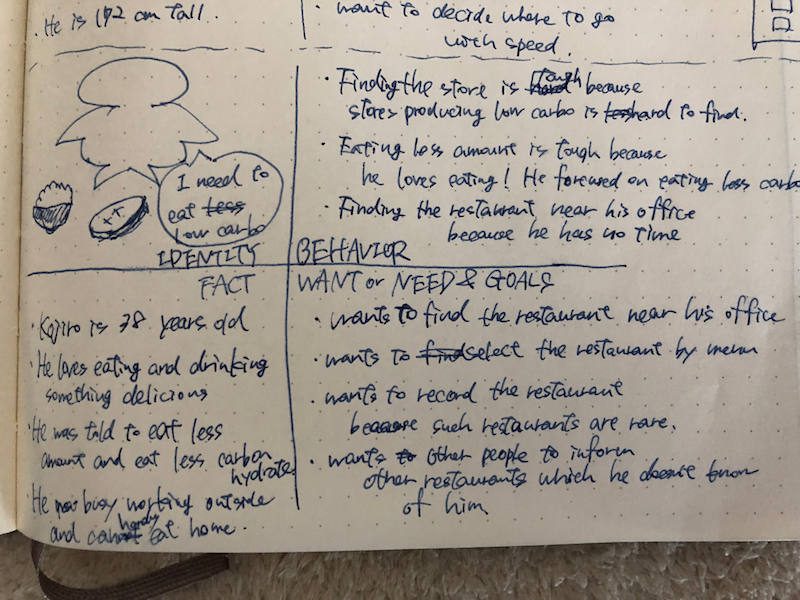 · He is 172 cm tall.
· want to decide where to go
with speed.
I need to
eat less
low carbo
IDENTITY
· Finding the store is hard tough because
stores producing low carbo is less hard to find.
· Eating less amount is tough because
he loves eating! He forcused on eating less carbo
· Finding the restaurant near his office
because he has no time
BEHAVIOR
FACT
· Kojiro is 38 years old
· He loves eating and drinking
something delicious
· He was told to eat less
amount and eat less carbon
hydrate.
· He now busy working outside
and hardly eat home.
WANT or NEED & GOALS
· wants to find the restaurant near his office
· wants to find select the restaurant by menu
· wants to record the restaurant
because such restaurants are rare.
· wants to other people to inform
other restaurants which he doesnt know
of him